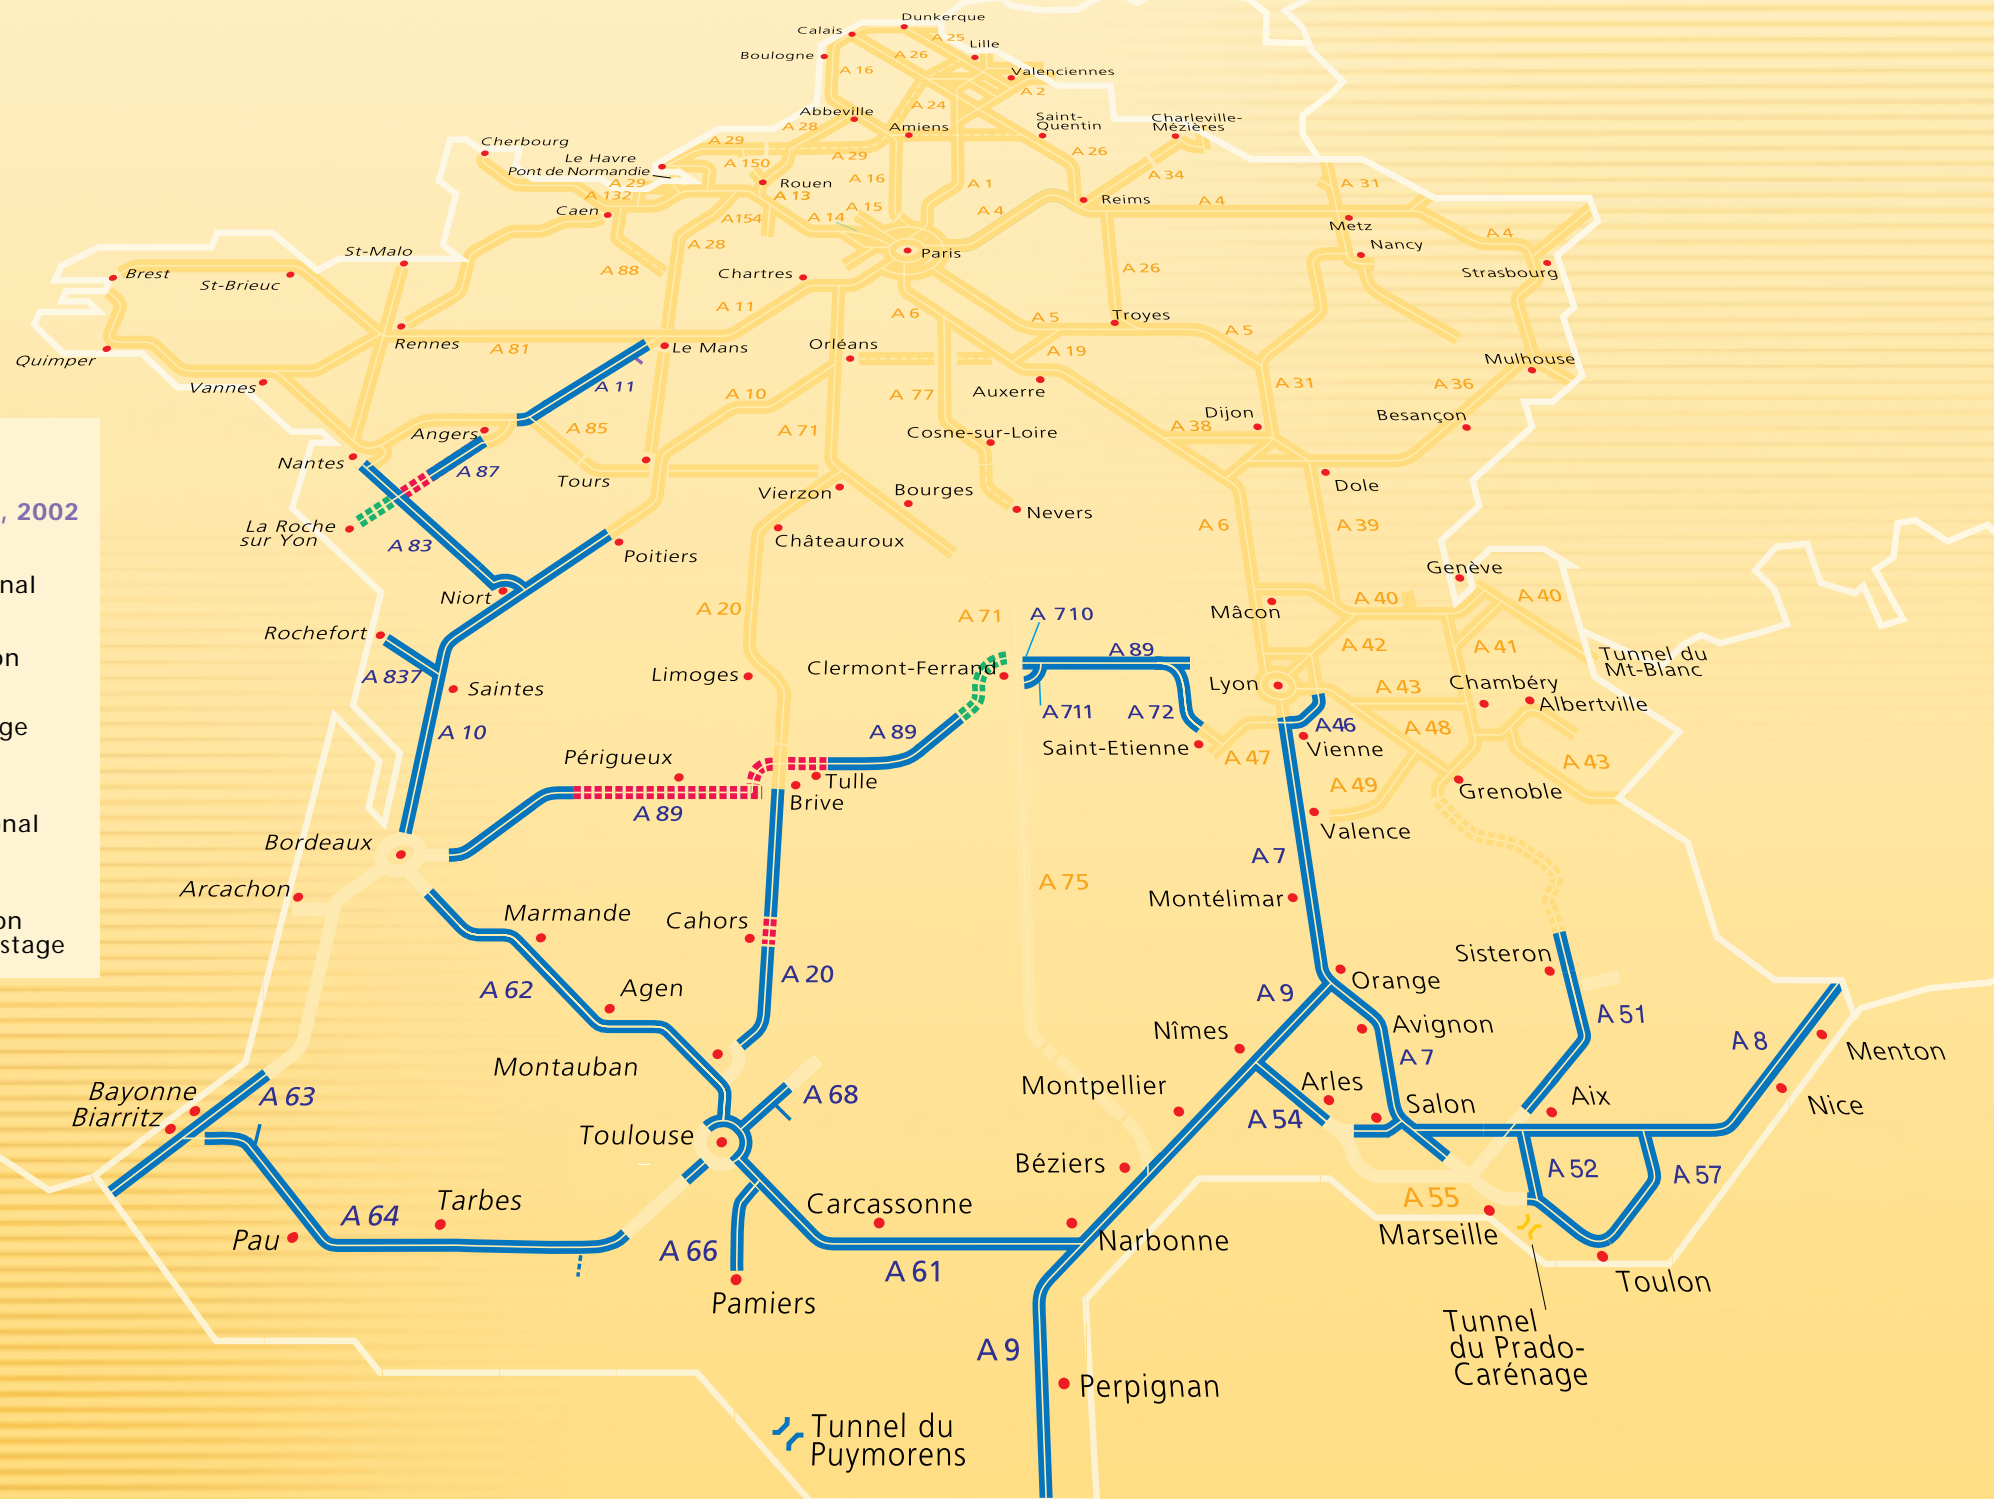 Dunkerque
Calais
A 25
Lille
Boulogne
A 26
A 16
Valenciennes
A 2
A 24
Abbeville
Saint-
Quentin
Charleville-
Mézières
A 28
Amiens
Cherbourg
A 29
A 29
A 26
Le Havre
Pont de Normandie
A 150
A 34
A 29
Rouen
A 16
A 1
A 31
A 132
A 13
Reims
A 4
Caen
A 15
A 4
A154
A 14
Metz
A 4
St-Malo
A 28
Paris
Nancy
Brest
St-Brieuc
A 88
Chartres
A 26
Strasbourg
A 11
A 6
A 5
Troyes
A 5
Rennes
A 81
Le Mans
Orléans
A 19
Quimper
Mulhouse
Vannes
A 11
A 10
A 77
Auxerre
A 31
A 36
Dijon
Besançon
Angers
A 85
A 71
Cosne-sur-Loire
A 38
Nantes
A 87
Tours
Vierzon
Bourges
Dole
, 2002
La Roche
sur Yon
Nevers
A 6
A 39
A 83
Poitiers
Châteauroux
nal
Niort
Genève
A 20
A 71
A 710
Mâcon
A 40
A 40
Rochefort
on
A 89
A 42
A 41
Tunnel du
Mt-Blanc
A 837
Saintes
Limoges
Clermont-Ferrand
Lyon
A 43
Chambéry
Albertville
ge
A 10
A 89
A 711
A 72
A46
A 48
Périgueux
Saint-Etienne
Vienne
A 47
A 43
Tulle
A 49
Grenoble
Brive
A 89
onal
Valence
Bordeaux
A 7
Arcachon
A 75
Montélimar
Marmande
Cahors
on
stage
Sisteron
A 62
A 20
Agen
A 9
Orange
A 51
Nîmes
Avignon
A 8
Menton
Montauban
A 7
Bayonne
Biarritz
A 63
A 68
Montpellier
Arles
Salon
Aix
Nice
Toulouse
A 54
Béziers
A 52
A 57
Tarbes
Carcassonne
A 55
A 64
Marseille
Pau
A 66
Narbonne
A 61
Toulon
Pamiers
Tunnel
du Prado-
Carénage
A 9
Perpignan
Tunnel du
Puymorens